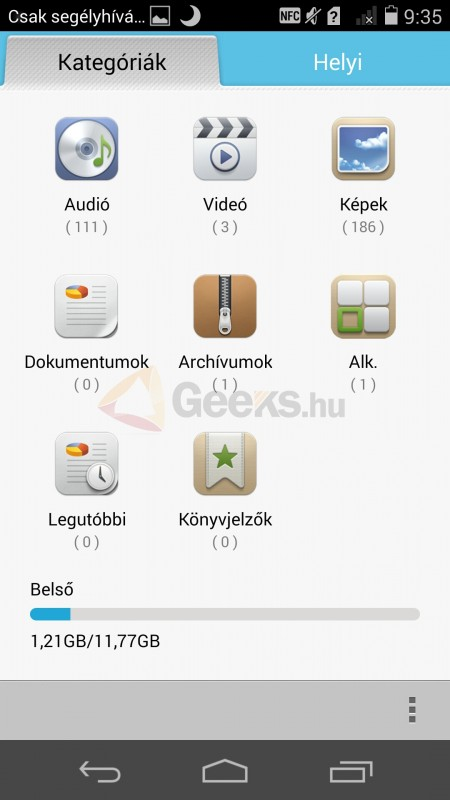 Csak segélyhívá... NFC ? 9:35
Kategóriák Helyi
Audió Videó Képek
( 111 ) ( 3 ) ( 186 )
Dokumentumok Archívumok Alk.
( 0 ) ( 1 ) ( 1 )
Geeks.hu
Legutóbbi Könyvjelzők
( 0 ) ( 0 )
Belső
1,21GB/11,77GB